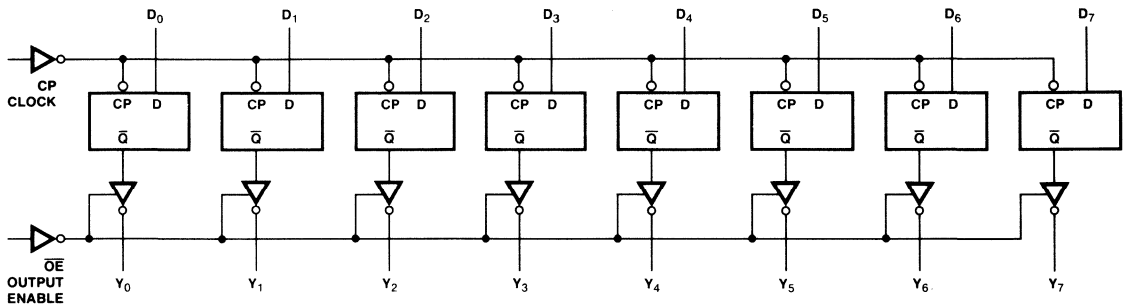 D₀ D₁ D₂ D₃ D₄ D₅ D₆ D₇
CP
CLOCK
CP D CP D CP D CP D CP D CP D CP D CP D
Q̅ Q̅ Q̅ Q̅ Q̅ Q̅ Q̅ Q̅
O̅E̅
OUTPUT
ENABLE
Y₀ Y₁ Y₂ Y₃ Y₄ Y₅ Y₆ Y₇